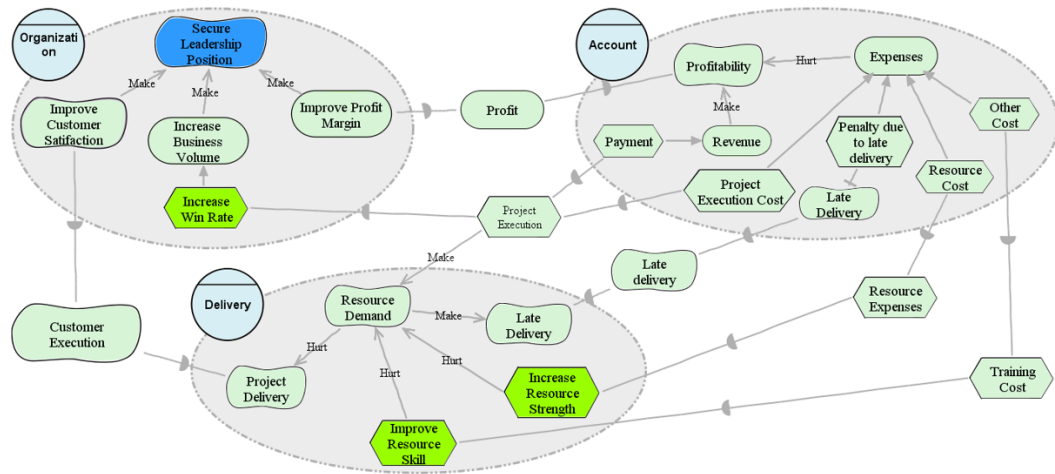 Organizati
on
Secure
Leadership
Position
Account
Profitability
Hurt
Expenses
Make
Make
Make
Improve
Customer
Satifaction
Increase
Business
Volume
Improve Profit
Margin
Profit
Make
Payment
Revenue
Penalty due
to late
delivery
Other
Cost
Resource
Cost
Increase
Win Rate
Project
Execution
Project
Execution Cost
Late
Delivery
Make
Late
delivery
Delivery
Resource
Demand
Make
Late
Delivery
Resource
Expenses
Customer
Execution
Hurt
Hurt
Hurt
Project
Delivery
Increase
Resource
Strength
Training
Cost
Improve
Resource
Skill